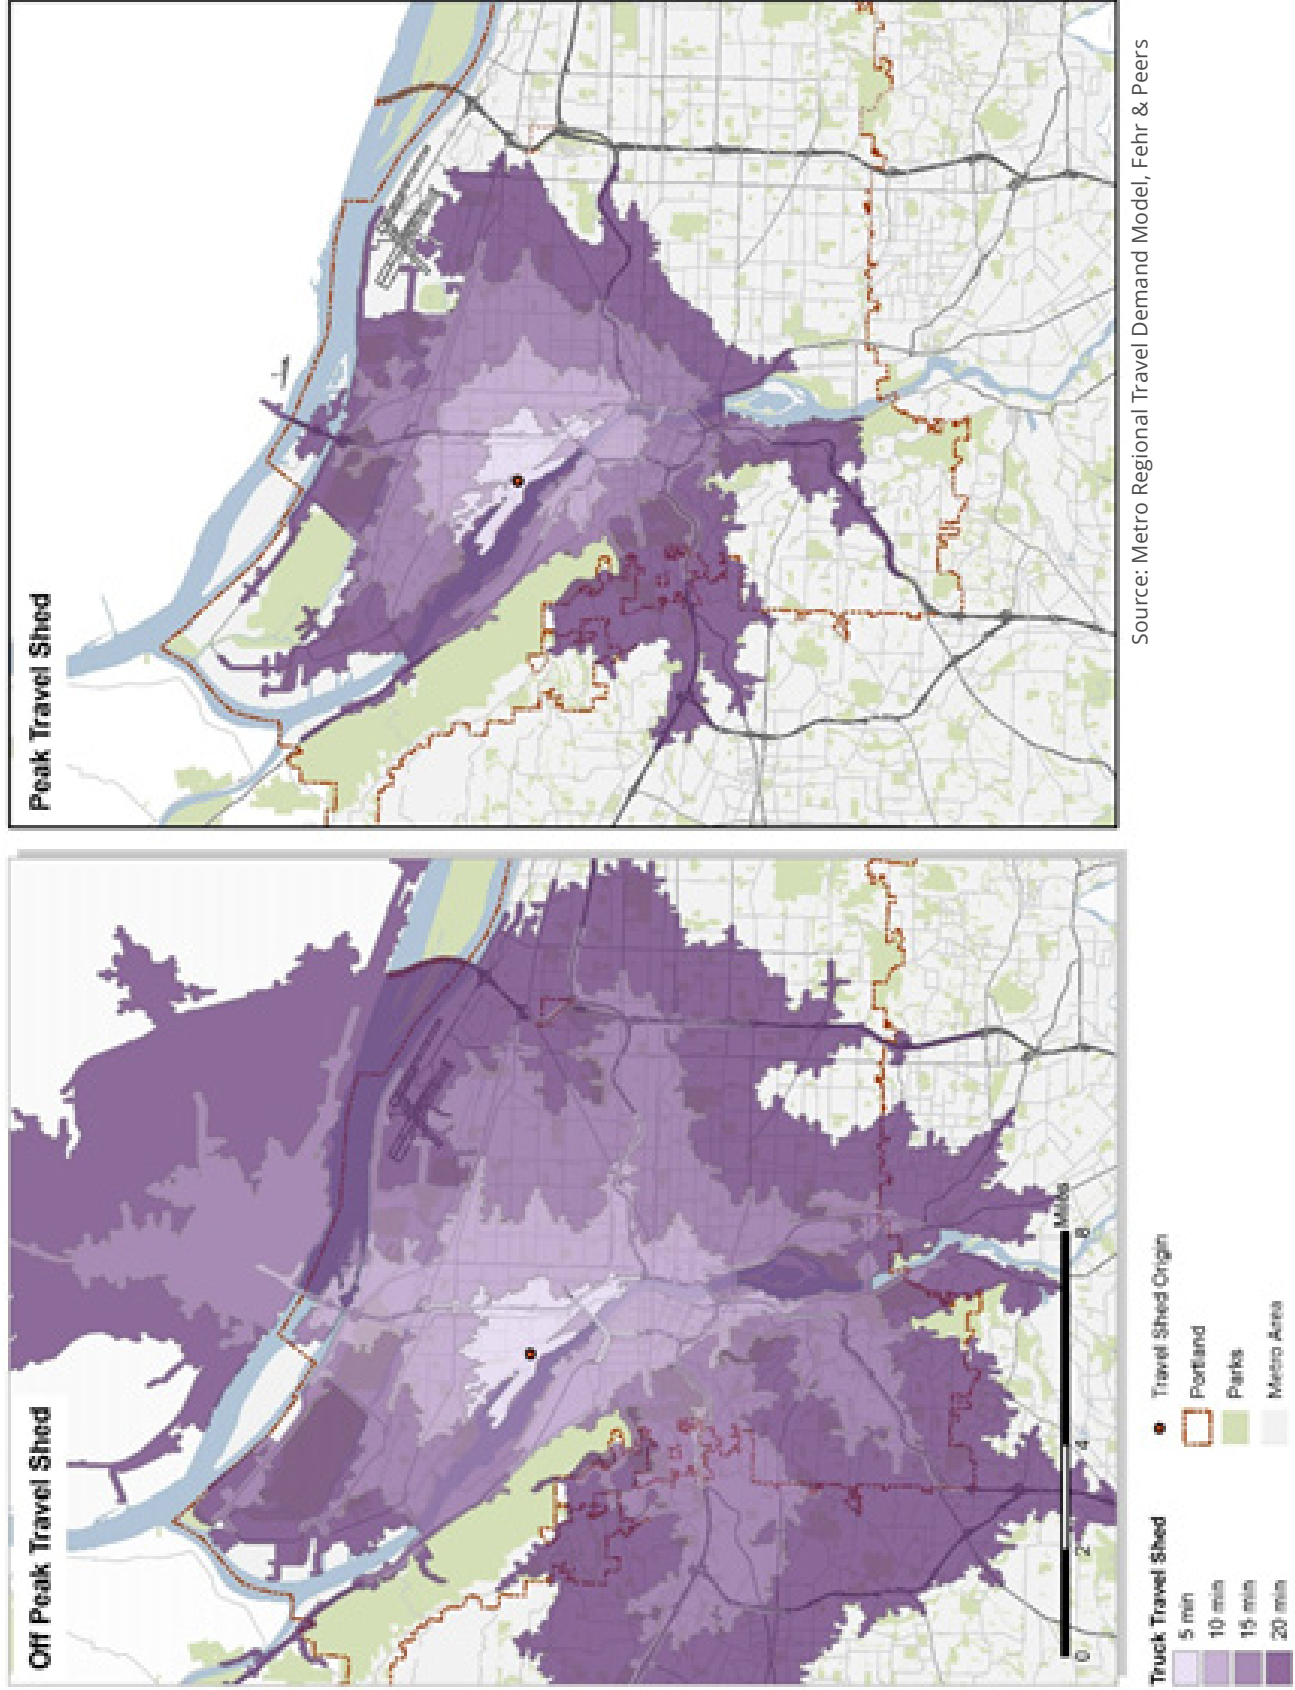 Off Peak Travel Shed
Peak Travel Shed
Miles
0
2
4
8
Truck Travel Shed
5 min
10 min
15 min
20 min
Travel Shed Origin
Portland
Parks
Metro Area
Source: Metro Regional Travel Demand Model, Fehr & Peers